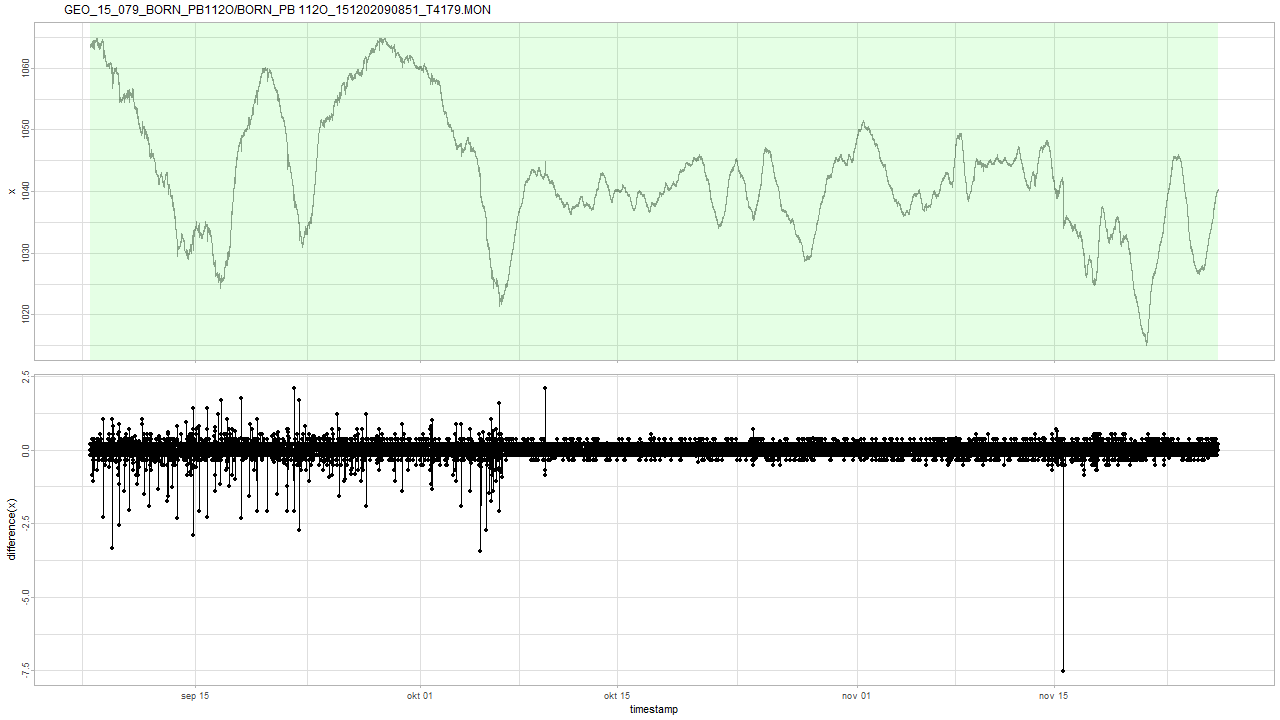 GEO_15_079_BORN_PB112O/BORN_PB 112O_151202090851_T4179.MON
1060
1050
x
1040
1030
1020
2.5
0.0
difference(x)
-2.5
-5.0
-7.5
sep 15 okt 01 okt 15 nov 01 nov 15
timestamp